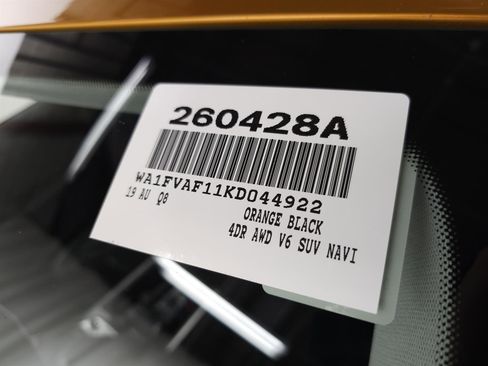 260428A
WA1FVAF11KD044922
19 AU Q8
ORANGE BLACK
4DR AWD V6 SUV NAVI